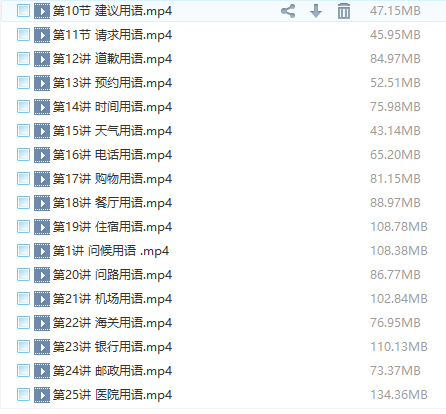 第10节 建议用语.mp4 47.15MB
第11节 请求用语.mp4 45.95MB
第12讲 道歉用语.mp4 84.97MB
第13讲 预约用语.mp4 52.51MB
第14讲 时间用语.mp4 75.98MB
第15讲 天气用语.mp4 43.14MB
第16讲 电话用语.mp4 65.20MB
第17讲 购物用语.mp4 81.15MB
第18讲 餐厅用语.mp4 88.97MB
第19讲 住宿用语.mp4 108.78MB
第1讲 问候用语 .mp4 108.38MB
第20讲 问路用语.mp4 86.77MB
第21讲 机场用语.mp4 102.84MB
第22讲 海关用语.mp4 76.95MB
第23讲 银行用语.mp4 110.13MB
第24讲 邮政用语.mp4 73.37MB
第25讲 医院用语.mp4 134.36MB